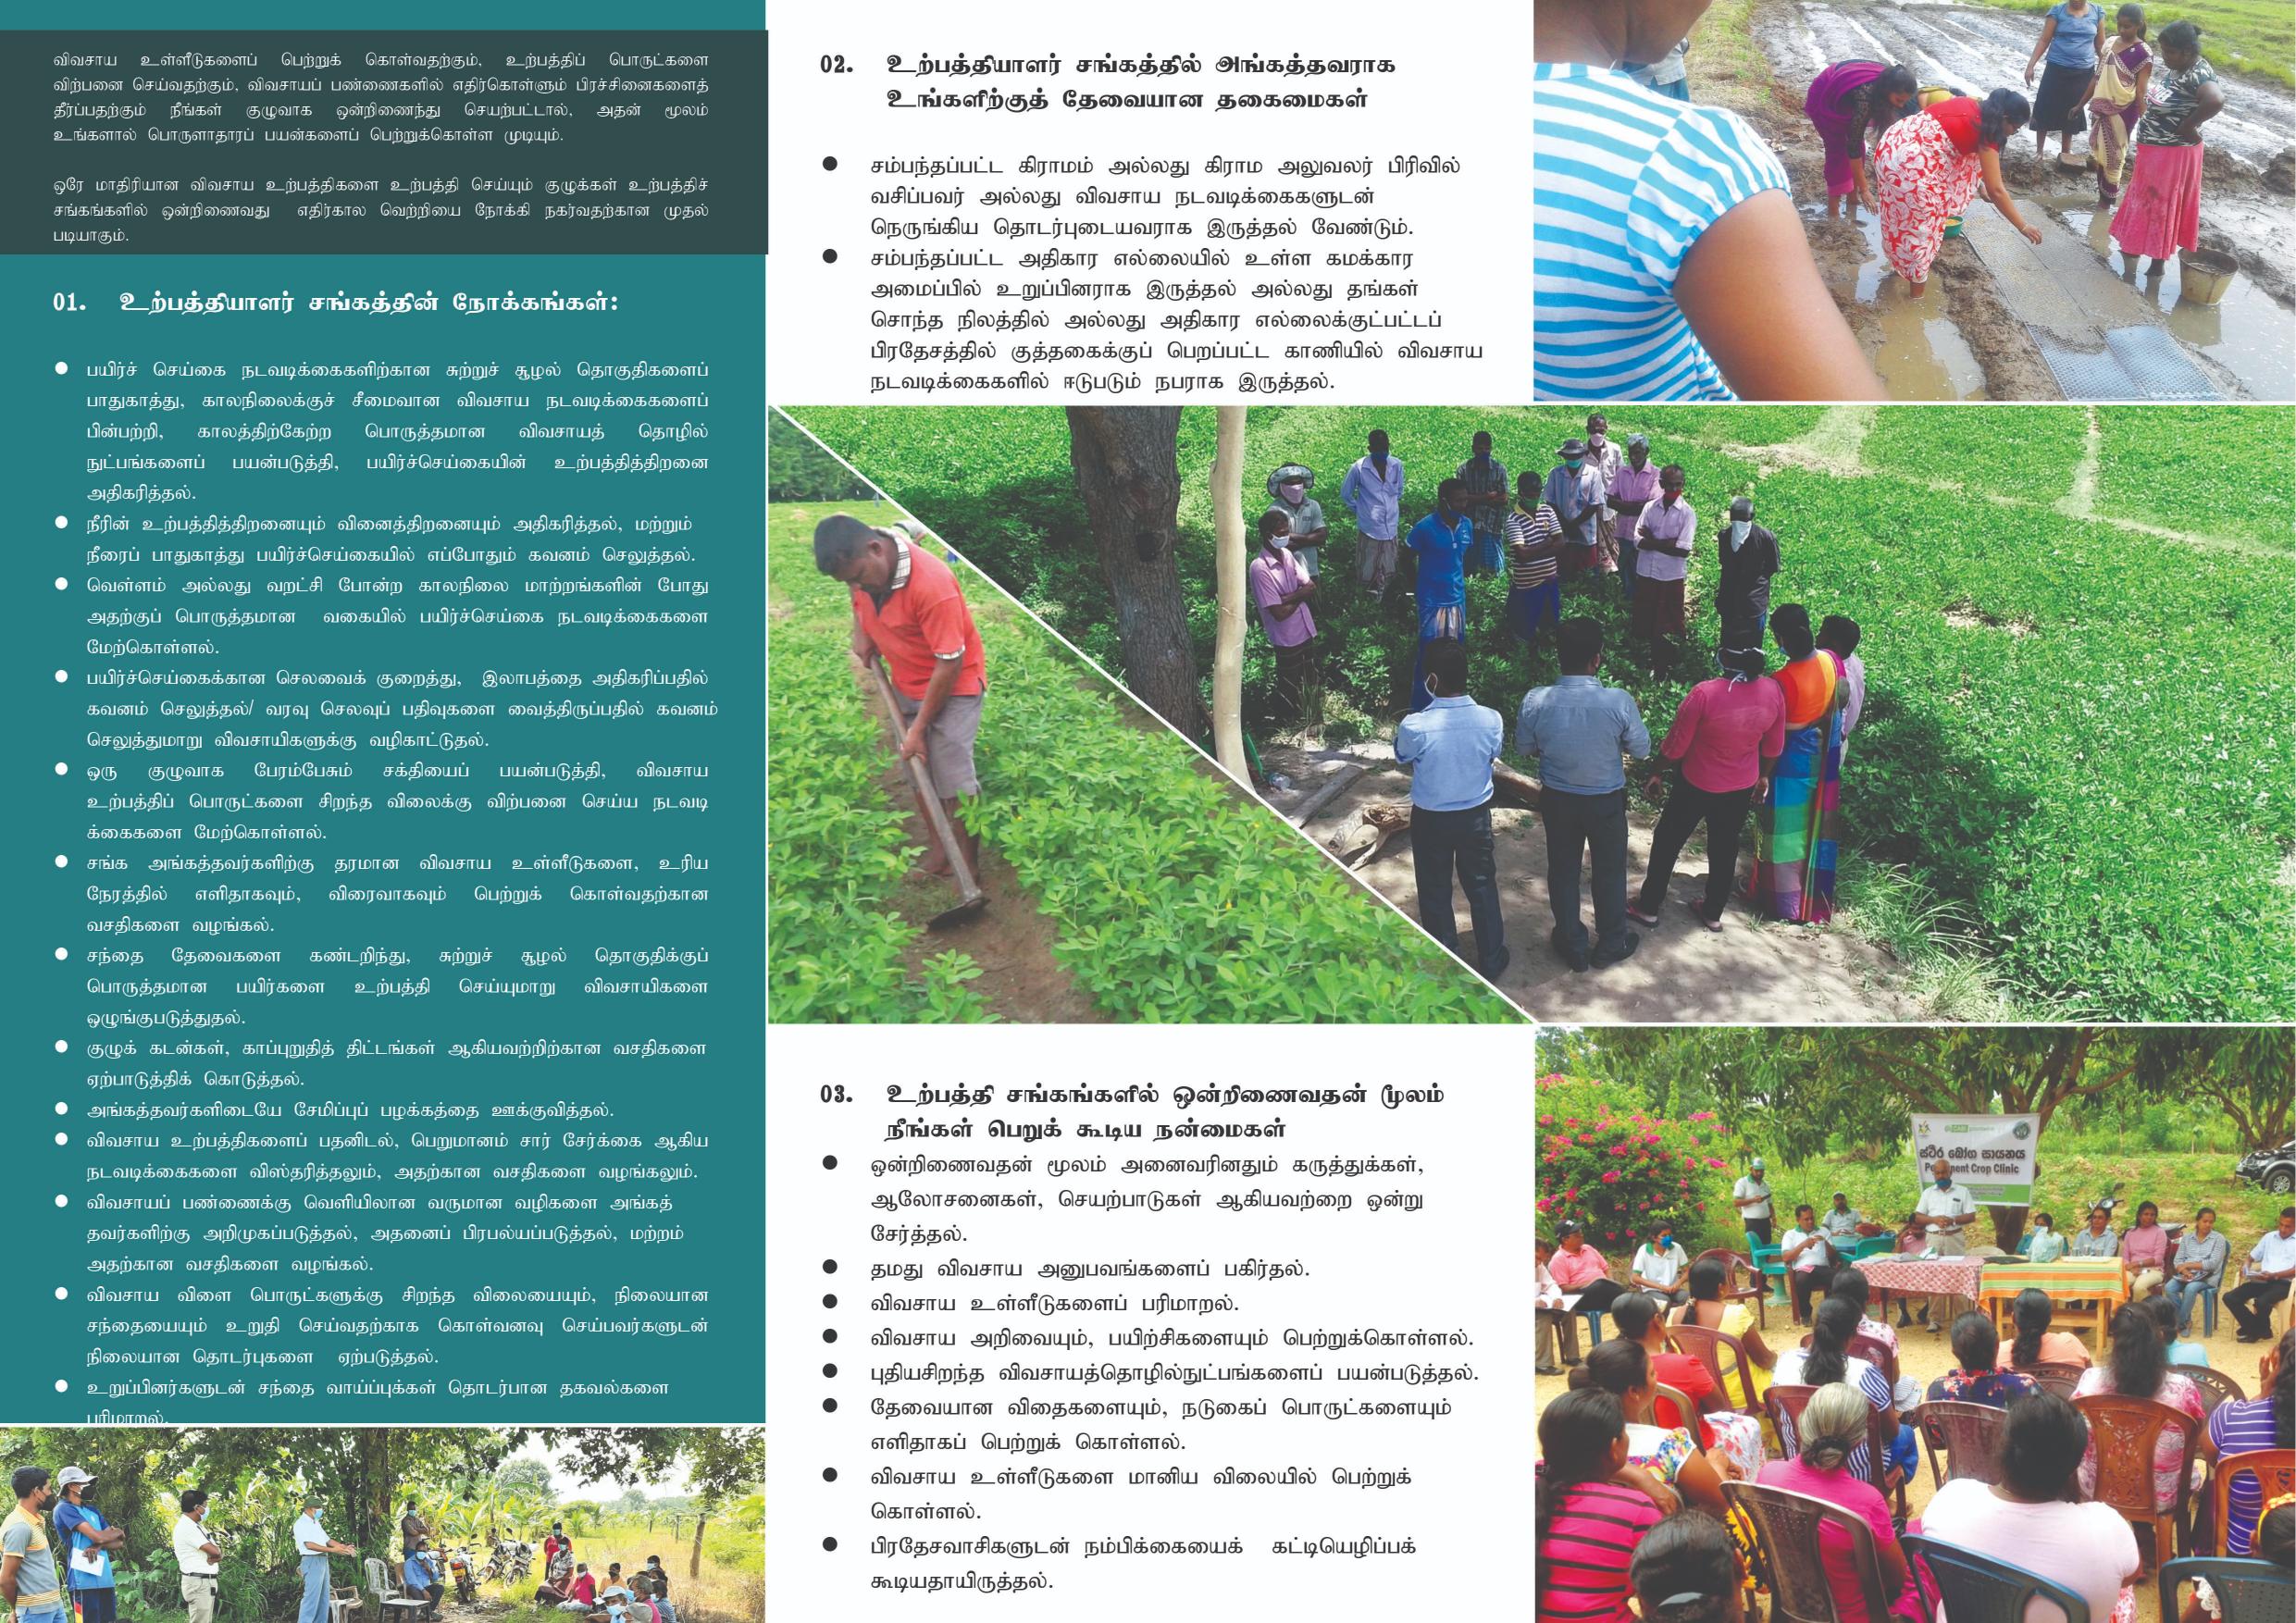 விவசாய உள்ளீடுகளைப் பெற்றுக் கொள்வதற்கும், உற்பத்திப் பொருட்களை
விற்பனை செய்வதற்கும், விவசாயப் பண்ணைகளில் எதிர்கொள்ளும் பிரச்சினைகளைத்
தீர்ப்பதற்கும் நீங்கள் குழுவாக ஒன்றிணைந்து செயற்பட்டால், அதன் மூலம்
உங்களால் பொருளாதாரப் பயன்களைப் பெற்றுக்கொள்ள முடியும்.
ஒரே மாதிரியான விவசாய உற்பத்திகளை உற்பத்தி செய்யும் குழுக்கள் உற்பத்திச்
சங்கங்களில் ஒன்றிணைவது எதிர்கால வெற்றியை நோக்கி நகர்வதற்கான முதல்
படியாகும்.
01. உற்பத்தியாளர் சங்கத்தின் நோக்கங்கள்:
● பயிர்ச் செய்கை நடவடிக்கைகளிற்கான சுற்றுச் சூழல் தொகுதிகளைப்
பாதுகாத்து, காலநிலைக்குச் சீமைவான விவசாய நடவடிக்கைகளைப்
பின்பற்றி, காலத்திற்கேற்ற பொருத்தமான விவசாயத் தொழில்
நுட்பங்களைப் பயன்படுத்தி, பயிர்ச்செய்கையின் உற்பத்தித்திறனை
அதிகரித்தல்.
● நீரின் உற்பத்தித்திறனையும் வினைத்திறனையும் அதிகரித்தல், மற்றும்
நீரைப் பாதுகாத்து பயிர்ச்செய்கையில் எப்போதும் கவனம் செலுத்தல்.
● வெள்ளம் அல்லது வறட்சி போன்ற காலநிலை மாற்றங்களின் போது
அதற்குப் பொருத்தமான வகையில் பயிர்ச்செய்கை நடவடிக்கைகளை
மேற்கொள்ளல்.
● பயிர்ச்செய்கைக்கான செலவைக் குறைத்து, இலாபத்தை அதிகரிப்பதில்
கவனம் செலுத்தல்/ வரவு செலவுப் பதிவுகளை வைத்திருப்பதில் கவனம்
செலுத்துமாறு விவசாயிகளுக்கு வழிகாட்டுதல்.
● ஒரு குழுவாக பேரம்பேசும் சக்தியைப் பயன்படுத்தி, விவசாய
உற்பத்திப் பொருட்களை சிறந்த விலைக்கு விற்பனை செய்ய நடவடி
க்கைகளை மேற்கொள்ளல்.
● சங்க அங்கத்தவர்களிற்கு தரமான விவசாய உள்ளீடுகளை, உரிய
நேரத்தில் எளிதாகவும், விரைவாகவும் பெற்றுக் கொள்வதற்கான
வசதிகளை வழங்கல்.
● சந்தை தேவைகளை கண்டறிந்து, சுற்றுச் சூழல் தொகுதிக்குப்
பொருத்தமான பயிர்களை உற்பத்தி செய்யுமாறு விவசாயிகளை
ஒழுங்குபடுத்துதல்.
● குழுக் கடன்கள், காப்புறுதித் திட்டங்கள் ஆகியவற்றிற்கான வசதிகளை
ஏற்பாடுத்திக் கொடுத்தல்.
● அங்கத்தவர்களிடையே சேமிப்புப் பழக்கத்தை ஊக்குவித்தல்.
● விவசாய உற்பத்திகளைப் பதனிடல், பெறுமானம் சார் சேர்க்கை ஆகிய
நடவடிக்கைகளை விஸ்தரித்தலும், அதற்கான வசதிகளை வழங்கலும்.
● விவசாயப் பண்ணைக்கு வெளியிலான வருமான வழிகளை அங்கத்
தவர்களிற்கு அறிமுகப்படுத்தல், அதனைப் பிரபல்யப்படுத்தல், மற்றம்
அதற்கான வசதிகளை வழங்கல்.
● விவசாய விளை பொருட்களுக்கு சிறந்த விலையையும், நிலையான
சந்தையையும் உறுதி செய்வதற்காக கொள்வனவு செய்பவர்களுடன்
நிலையான தொடர்புகளை ஏற்படுத்தல்.
● உறுப்பினர்களுடன் சந்தை வாய்ப்புக்கள் தொடர்பான தகவல்களை
பரிமாறல்.
02. உற்பத்தியாளர் சங்கத்தில் அங்கத்தவராக
உங்களிற்குத் தேவையான தகைமைகள்
● சம்பந்தப்பட்ட கிராமம் அல்லது கிராம அலுவலர் பிரிவில்
வசிப்பவர் அல்லது விவசாய நடவடிக்கைகளுடன்
நெருங்கிய தொடர்புடையவராக இருத்தல் வேண்டும்.
● சம்பந்தப்பட்ட அதிகார எல்லையில் உள்ள கமக்கார
அமைப்பில் உறுப்பினராக இருத்தல் அல்லது தங்கள்
சொந்த நிலத்தில் அல்லது அதிகார எல்லைக்குட்பட்டப்
பிரதேசத்தில் குத்தகைக்குப் பெறப்பட்ட காணியில் விவசாய
நடவடிக்கைகளில் ஈடுபடும் நபராக இருத்தல்.
03. உற்பத்தி சங்கங்களில் ஒன்றிணைவதன் மூலம்
நீங்கள் பெறுக் கூடிய நன்மைகள்
● ஒன்றிணைவதன் மூலம் அனைவரினதும் கருத்துக்கள்,
ஆலோசனைகள், செயற்பாடுகள் ஆகியவற்றை ஒன்று
சேர்த்தல்.
● தமது விவசாய அனுபவங்களைப் பகிர்தல்.
● விவசாய உள்ளீடுகளைப் பரிமாறல்.
● விவசாய அறிவையும், பயிற்சிகளையும் பெற்றுக்கொள்ளல்.
● புதியசிறந்த விவசாயத்தொழில்நுட்பங்களைப் பயன்படுத்தல்.
● தேவையான விதைகளையும், நடுகைப் பொருட்களையும்
எளிதாகப் பெற்றுக் கொள்ளல்.
● விவசாய உள்ளீடுகளை மானிய விலையில் பெற்றுக்
கொள்ளல்.
● பிரதேசவாசிகளுடன் நம்பிக்கையைக் கட்டியெழிப்பக்
கூடியதாயிருத்தல்.
ස්ථිර බෝග සායනය
Crop Clinic